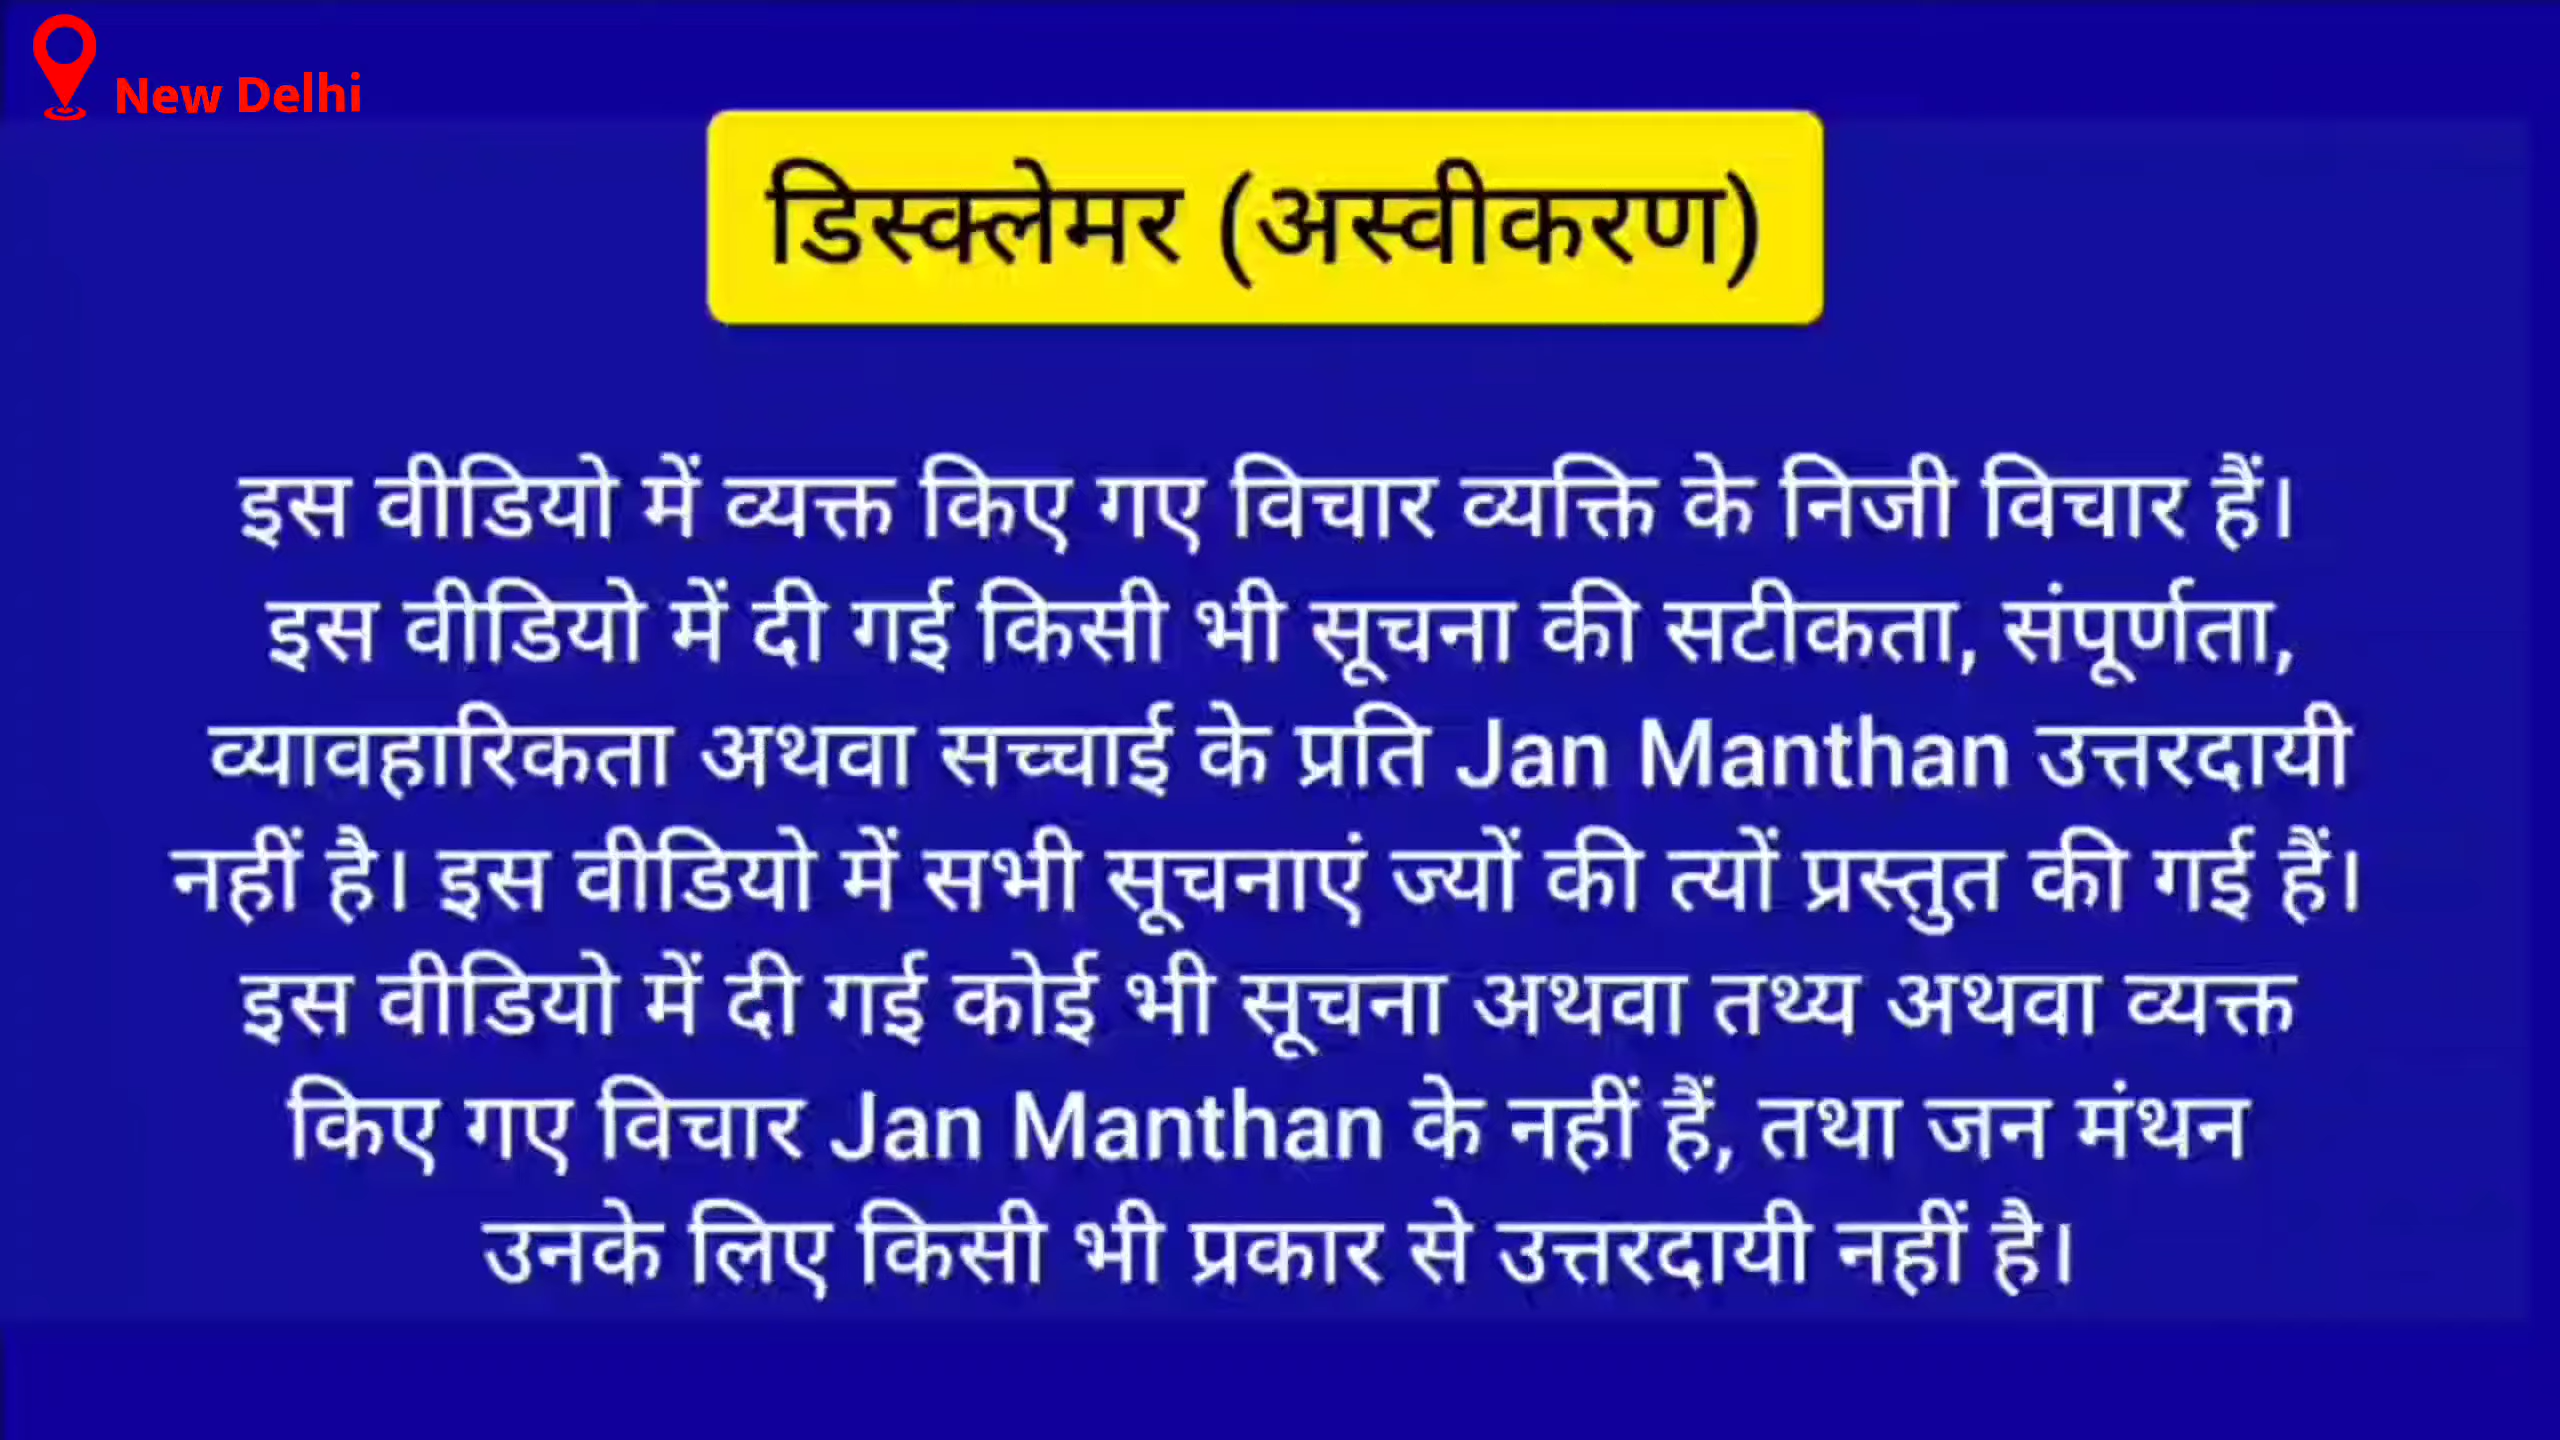 New Delhi
डिस्क्लेमर (अस्वीकरण)
इस वीडियो में व्यक्त किए गए विचार व्यक्ति के निजी विचार हैं।
इस वीडियो में दी गई किसी भी सूचना की सटीकता, संपूर्णता,
व्यावहारिकता अथवा सच्चाई के प्रति Jan Manthan उत्तरदायी
नहीं है। इस वीडियो में सभी सूचनाएं ज्यों की त्यों प्रस्तुत की गई हैं।
इस वीडियो में दी गई कोई भी सूचना अथवा तथ्य अथवा व्यक्त
किए गए विचार Jan Manthan के नहीं हैं, तथा जन मंथन
उनके लिए किसी भी प्रकार से उत्तरदायी नहीं है।